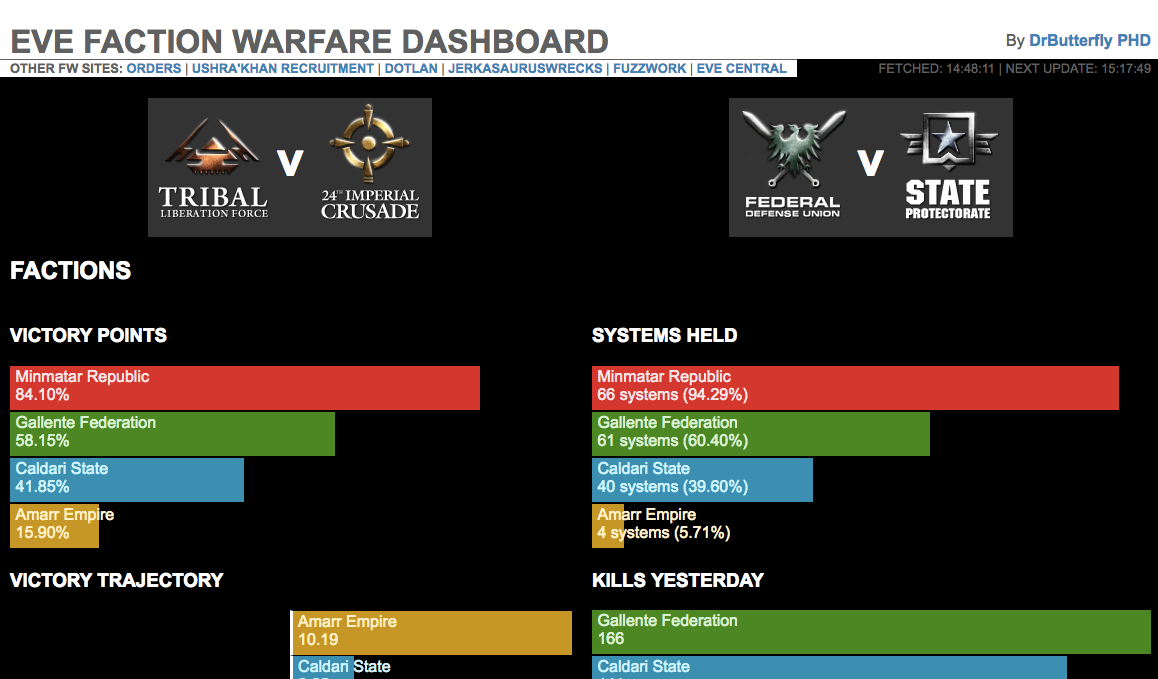 EVE FACTION WARFARE DASHBOARD
By DrButterfly PHD
OTHER FW SITES: ORDERS | USHRA'KHAN RECRUITMENT | DOTLAN | JERKASAURUSWRECKS | FUZZWORK | EVE CENTRAL
FETCHED: 14:48:11 | NEXT UPDATE: 15:17:49
TRIBAL
LIBERATION FORCE
V
24TH IMPERIAL
CRUSADE
FEDERAL
DEFENSE UNION
V
STATE
PROTECTORATE
FACTIONS
VICTORY POINTS
Minmatar Republic
84.10%
Gallente Federation
58.15%
Caldari State
41.85%
Amarr Empire
15.90%
SYSTEMS HELD
Minmatar Republic
66 systems (94.29%)
Gallente Federation
61 systems (60.40%)
Caldari State
40 systems (39.60%)
Amarr Empire
4 systems (5.71%)
VICTORY TRAJECTORY
Amarr Empire
10.19
Caldari State
KILLS YESTERDAY
Gallente Federation
166
Caldari State